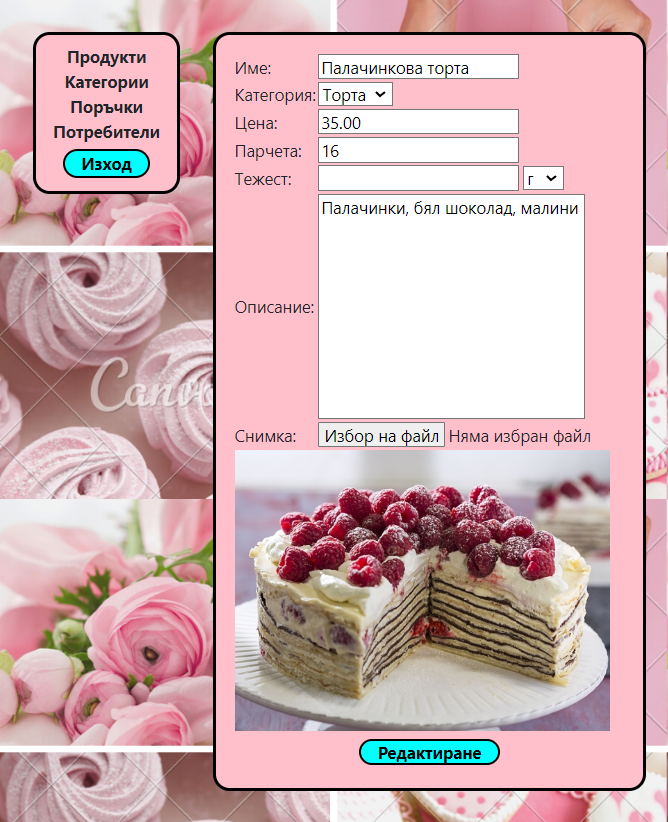 Продукти
Категории
Поръчки
Потребители
Изход
Име: Палачинкова торта
Категория: Торта
Цена: 35.00
Парчета: 16
Тежест: г
Описание: Палачинки, бял шоколад, малини
Снимка: Избор на файл Няма избран файл
Редактиране
Canva